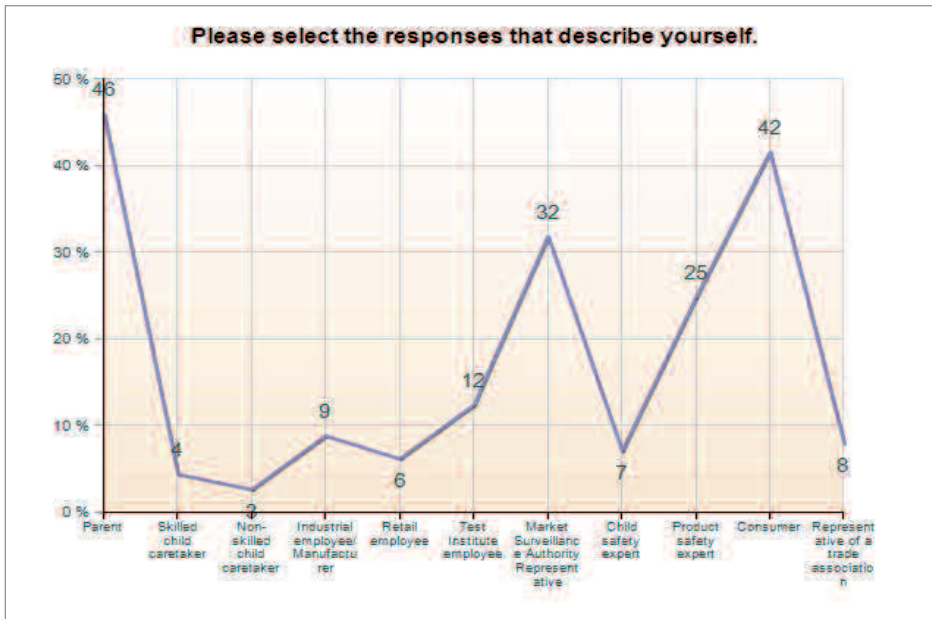 Please select the responses that describe yourself.
50 %
46
42
40 %
32
30 %
25
20 %
12
10 %
9
8
7
6
4
3
0 %
Parent
Skilled
child
caretaker
Non-
skilled
child
caretaker
Industrial
employee/
Manufactu
rer
Retail
employee
Test
Institute
employee
Market
Surveillanc
e Authority
Represent
ative
Child
safety
expert
Product
safety
expert
Consumer
Represent
ative of a
trade
associatio
n